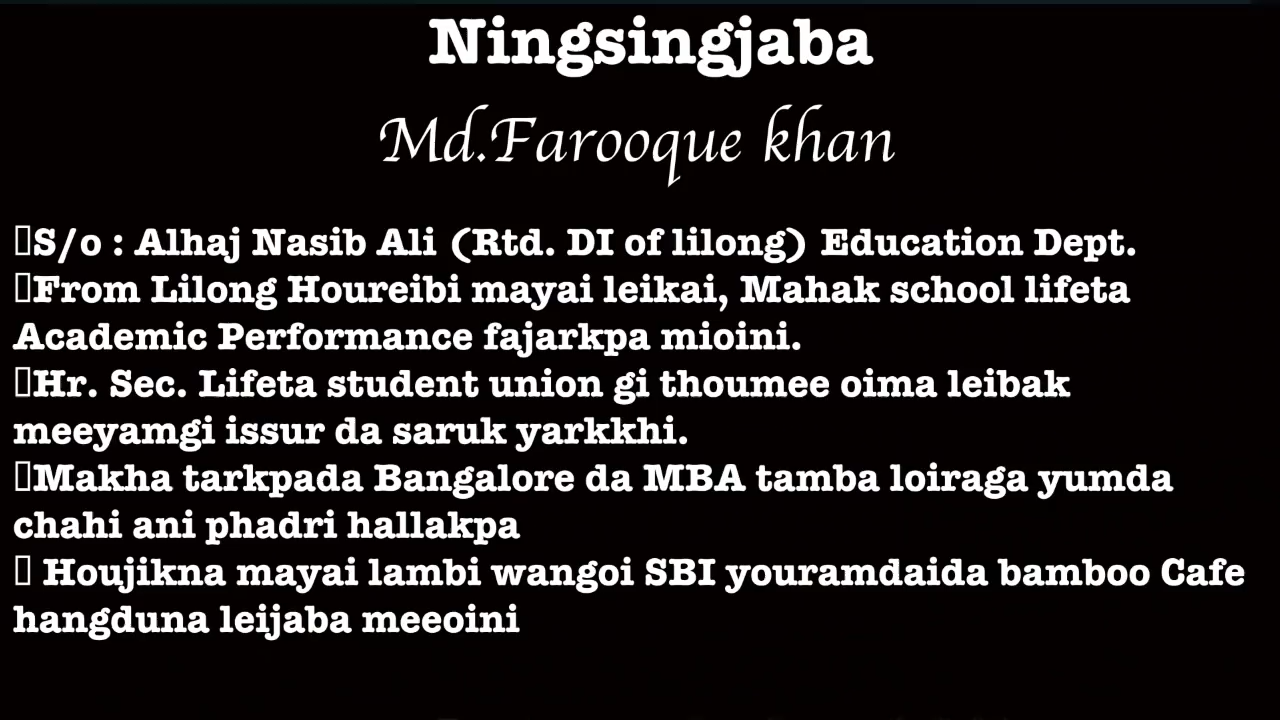 Ningsingjaba
Md.Farooque khan
▯S/o : Alhaj Nasib Ali (Rtd. DI of lilong) Education Dept.
▯From Lilong Houreibi mayai leikai, Mahak school lifeta
Academic Performance fajarkpa mioini.
▯Hr. Sec. Lifeta student union gi thoumee oima leibak
meeyamgi issur da saruk yarkkhi.
▯Makha tarkpada Bangalore da MBA tamba loiraga yumda
chahi ani phadri hallakpa
▯ Houjikna mayai lambi wangoi SBI youramdaida bamboo Cafe
hangduna leijaba meeoini